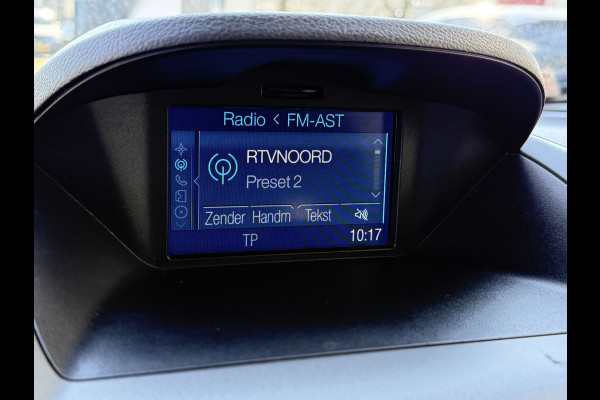 Radio < FM-AST
RTVNOORD
Preset 2
Zender Handm Tekst
TP 10:17